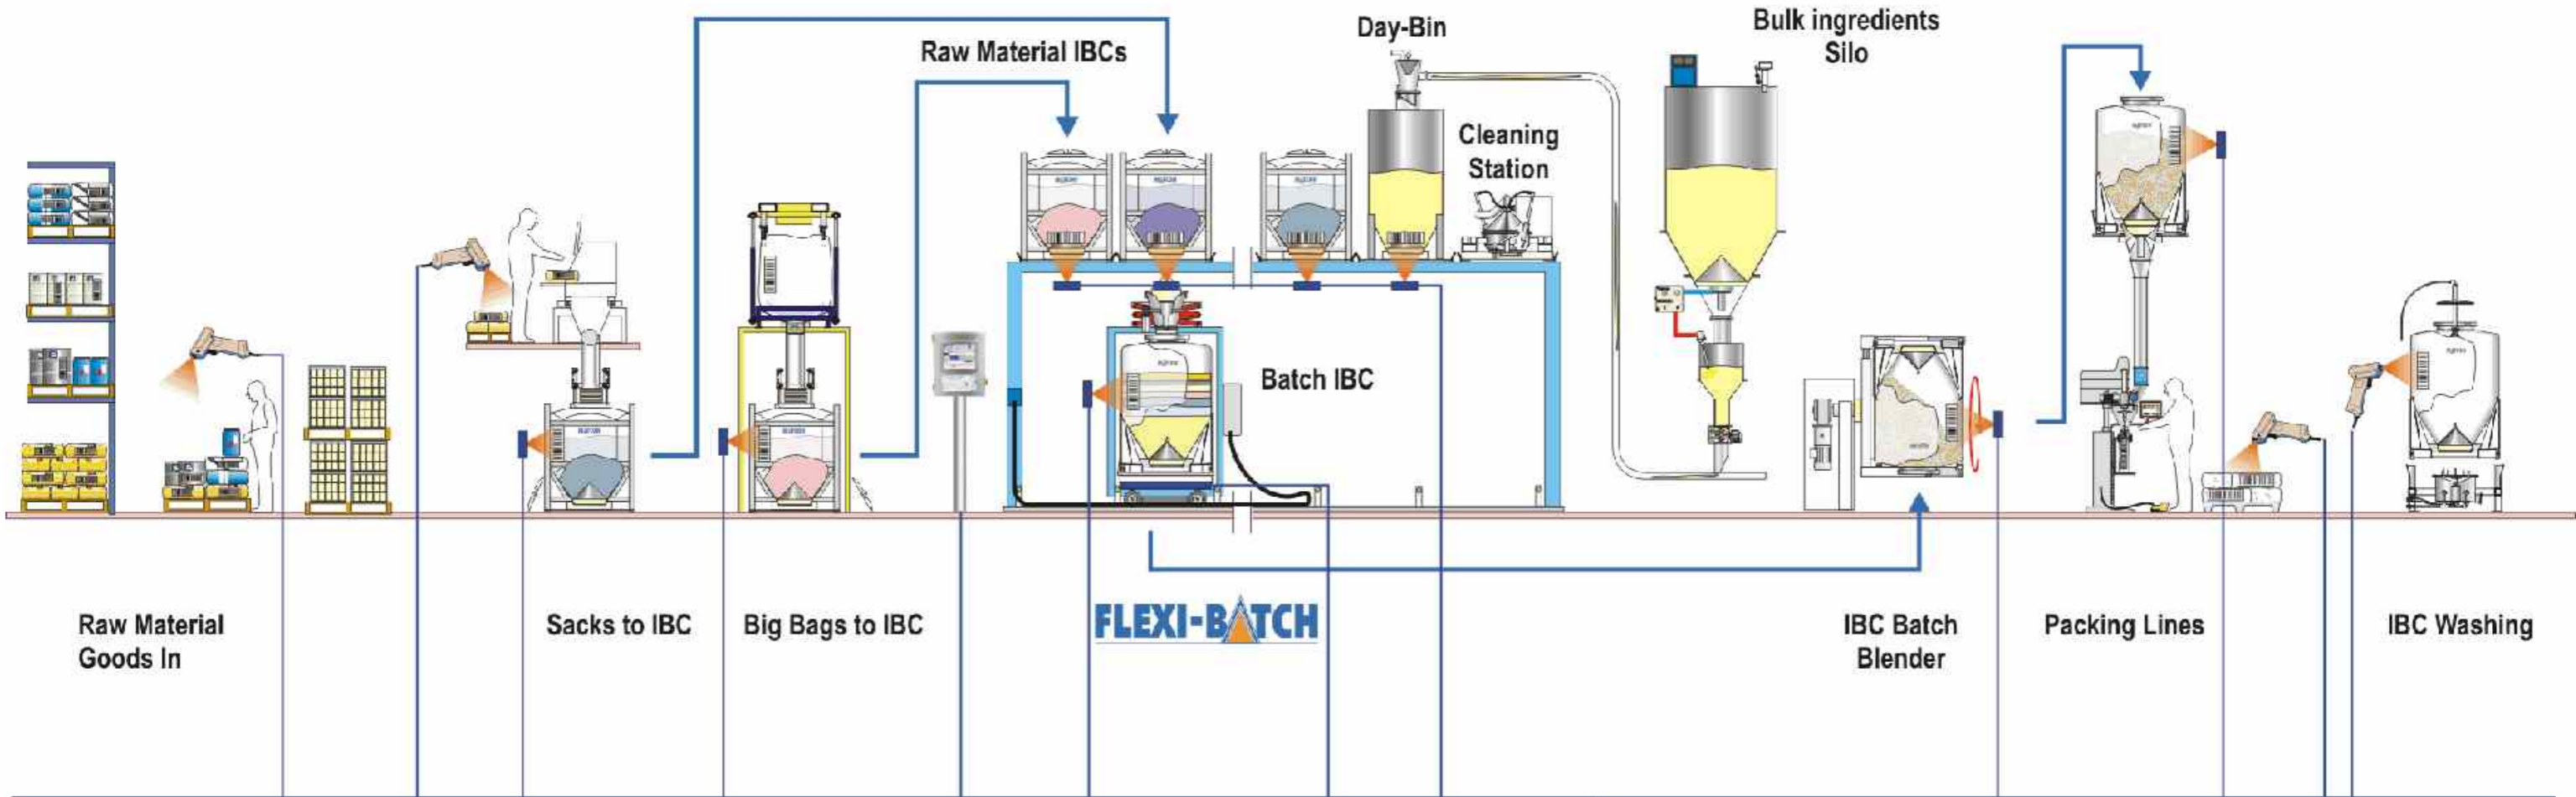 Raw Material IBCs
Day-Bin
Bulk ingredients
Silo
Cleaning
Station
Batch IBC
Raw Material
Goods In
Sacks to IBC
Big Bags to IBC
FLEXI-BATCH
IBC Batch
Blender
Packing Lines
IBC Washing